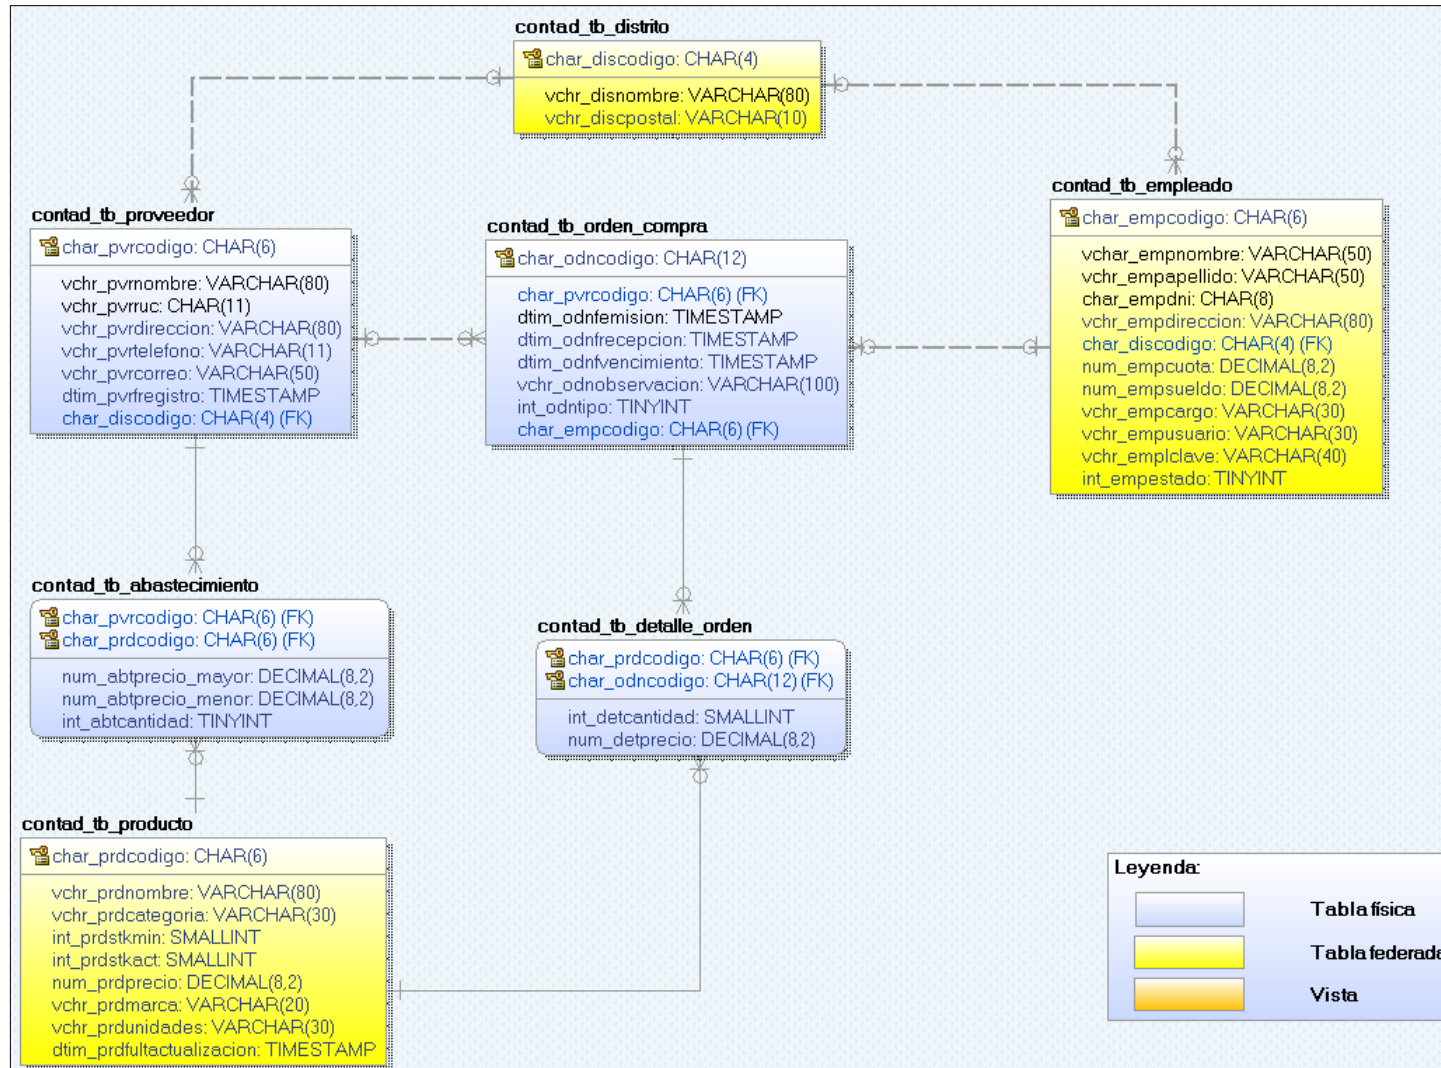 contad_tb_distrito
char_discodigo: CHAR(4)
vchr_disnombre: VARCHAR(80)
vchr_discpostal: VARCHAR(10)
contad_tb_proveedor
char_pvrcodigo: CHAR(6)
vchr_pvrnombre: VARCHAR(80)
vchr_pvrruc: CHAR(11)
vchr_pvrdireccion: VARCHAR(80)
vchr_pvrtelefono: VARCHAR(11)
vchr_pvrcorreo: VARCHAR(50)
dtim_pvrfregistro: TIMESTAMP
char_discodigo: CHAR(4) (FK)
contad_tb_orden_compra
char_odncodigo: CHAR(12)
char_pvrcodigo: CHAR(6) (FK)
dtim_odnfemision: TIMESTAMP
dtim_odnfrecepcion: TIMESTAMP
dtim_odnfvencimiento: TIMESTAMP
vchr_odnobservacion: VARCHAR(100)
int_odntipo: TINYINT
char_empcodigo: CHAR(6) (FK)
contad_tb_empleado
char_empcodigo: CHAR(6)
vchar_empnombre: VARCHAR(50)
vchr_empapellido: VARCHAR(50)
char_empdni: CHAR(8)
vchr_empdireccion: VARCHAR(80)
char_discodigo: CHAR(4) (FK)
num_empcuota: DECIMAL(8,2)
num_empsueldo: DECIMAL(8,2)
vchr_empcargo: VARCHAR(30)
vchr_empusuario: VARCHAR(30)
vchr_emplclave: VARCHAR(40)
int_empestado: TINYINT
contad_tb_abastecimiento
char_pvrcodigo: CHAR(6) (FK)
char_prdcodigo: CHAR(6) (FK)
num_abtprecio_mayor: DECIMAL(8,2)
num_abtprecio_menor: DECIMAL(8,2)
int_abtcantidad: TINYINT
contad_tb_detalle_orden
char_prdcodigo: CHAR(6) (FK)
char_odncodigo: CHAR(12) (FK)
int_detcantidad: SMALLINT
num_detprecio: DECIMAL(8,2)
contad_tb_producto
char_prdcodigo: CHAR(6)
vchr_prdnombre: VARCHAR(80)
vchr_prdcategoria: VARCHAR(30)
int_prdstkmin: SMALLINT
int_prdstkact: SMALLINT
num_prdprecio: DECIMAL(8,2)
vchr_prdmarca: VARCHAR(20)
vchr_prdunidades: VARCHAR(30)
dtim_prdfultactualizacion: TIMESTAMP
Leyenda:
Tabla física
Tabla federada
Vista